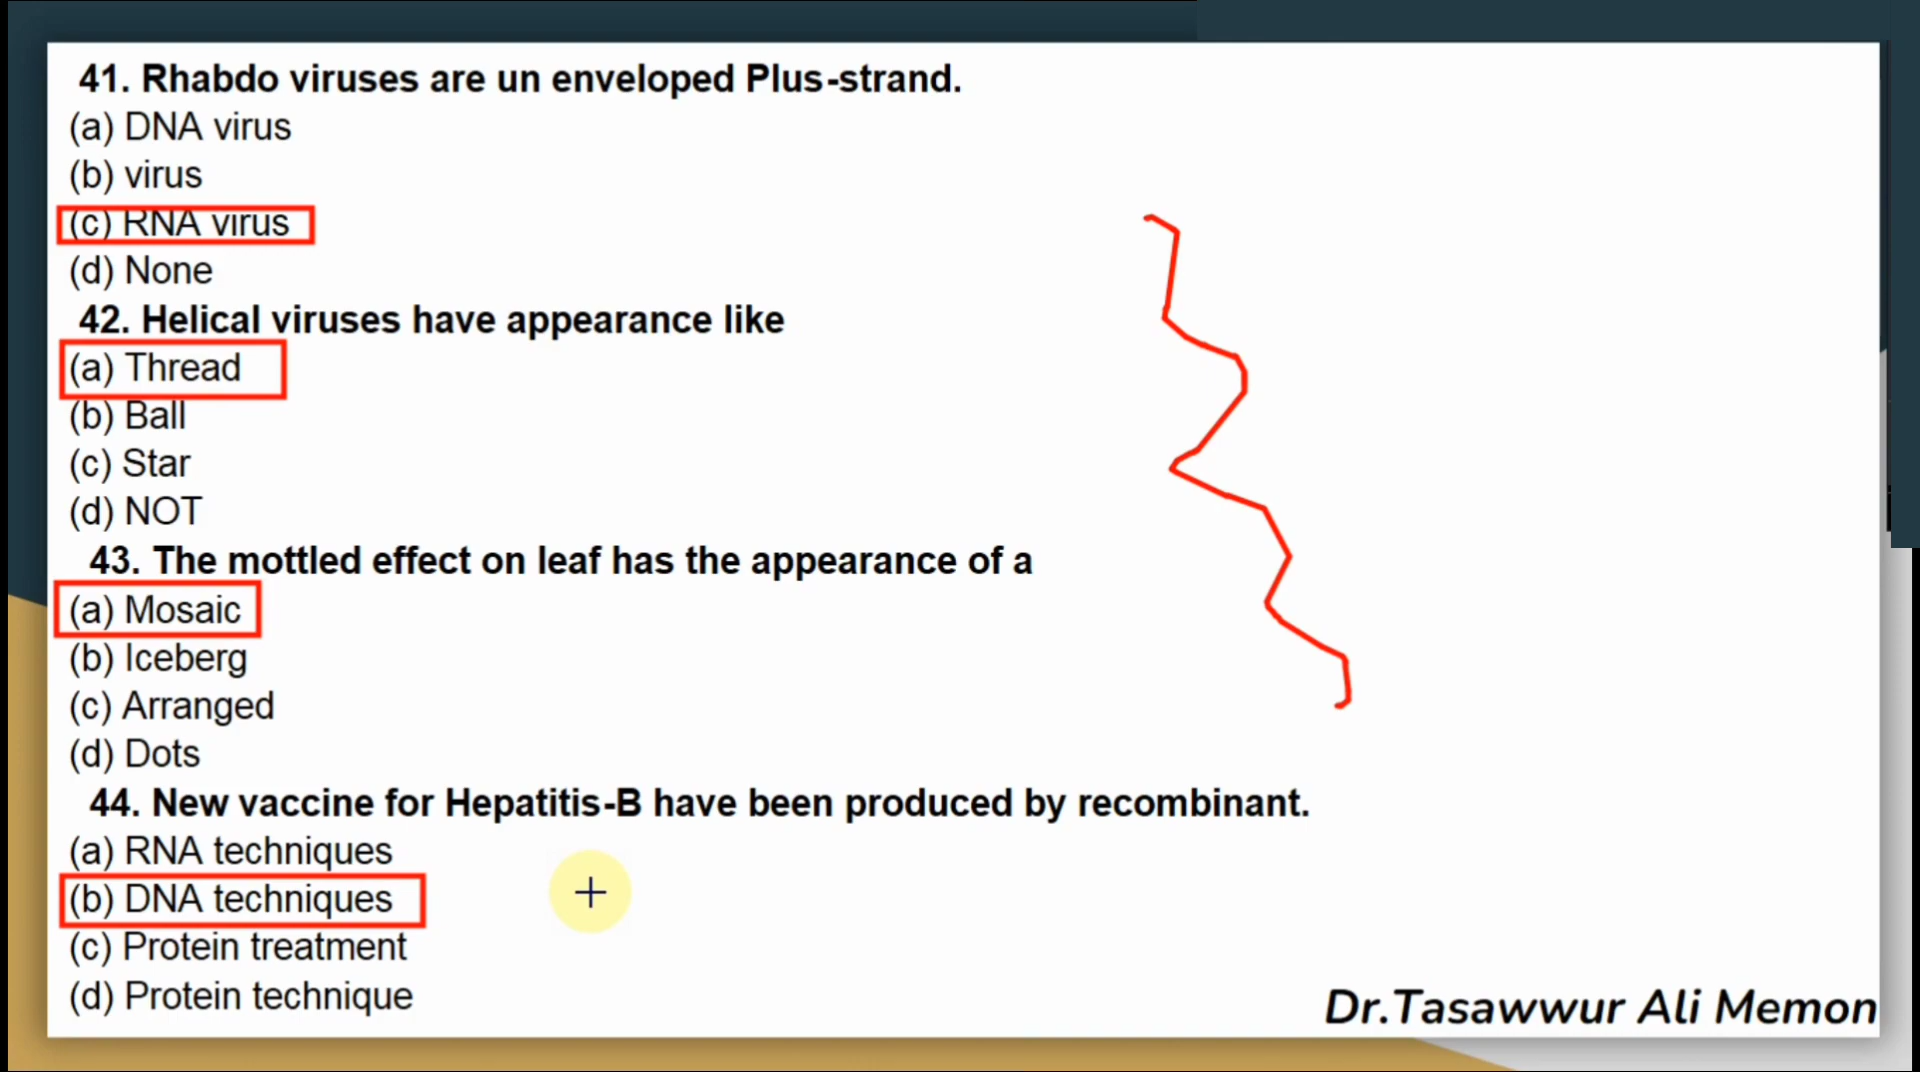 41. Rhabdo viruses are un enveloped Plus-strand.
(a) DNA virus
(b) virus
(c) RNA virus
(d) None
42. Helical viruses have appearance like
(a) Thread
(b) Ball
(c) Star
(d) NOT
43. The mottled effect on leaf has the appearance of a
(a) Mosaic
(b) Iceberg
(c) Arranged
(d) Dots
44. New vaccine for Hepatitis-B have been produced by recombinant.
(a) RNA techniques
(b) DNA techniques
(c) Protein treatment
(d) Protein technique
Dr.Tasawwur Ali Memon